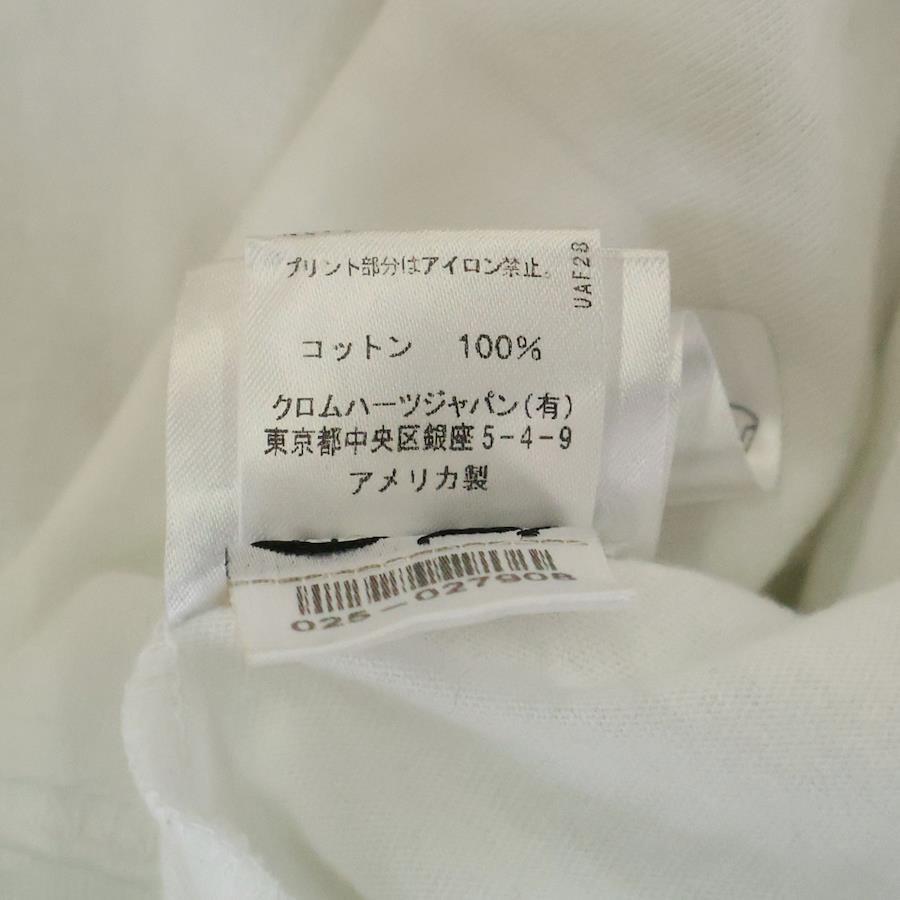 プリント部分はアイロン禁止。
UAF28
コットン 100%
クロムハーツジャパン(有)
東京都中央区銀座5-4-9
アメリカ製
025-027908